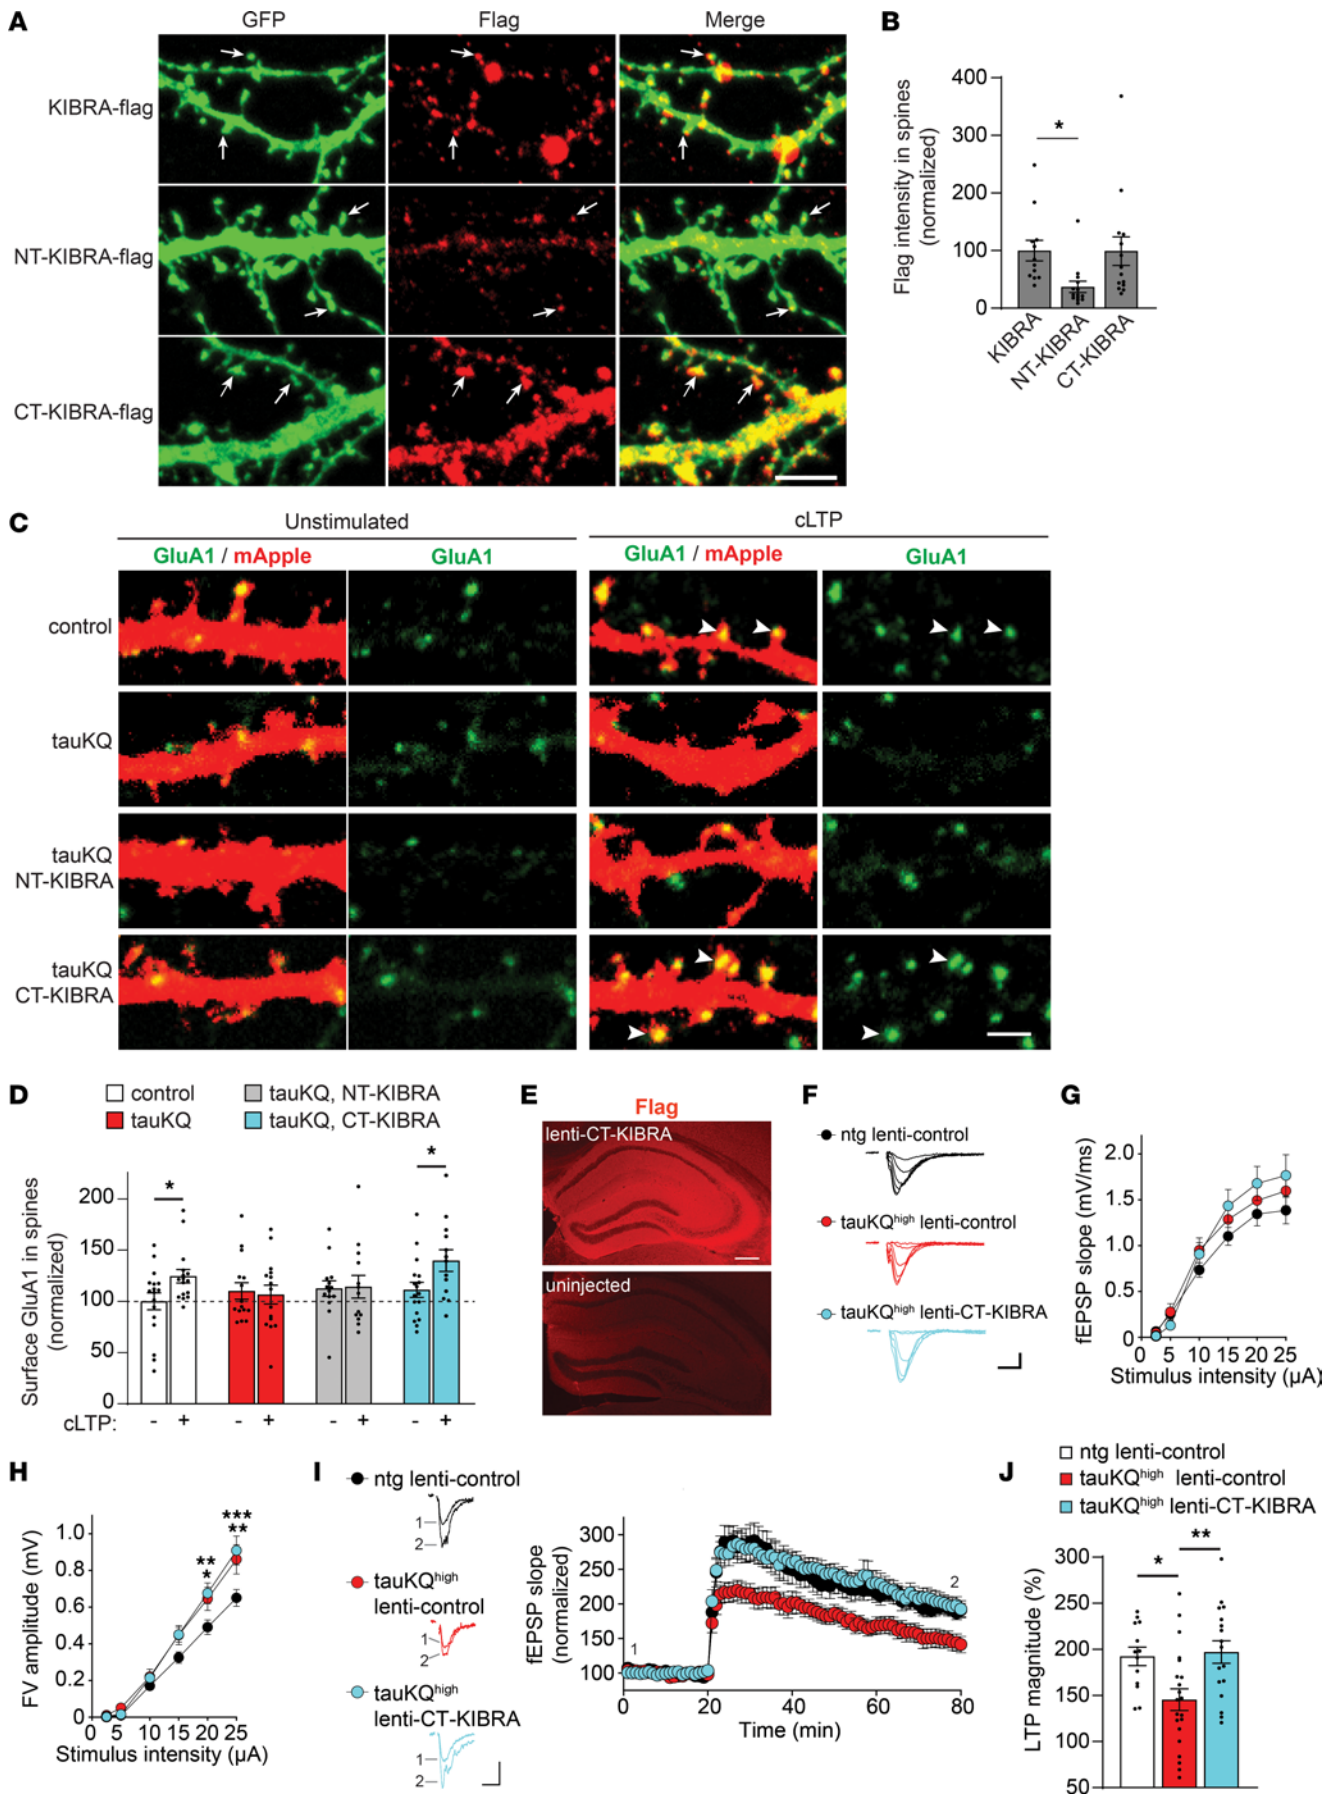 A
GFP
Flag
Merge
KIBRA-flag
NT-KIBRA-flag
CT-KIBRA-flag
B
Flag intensity in spines
(normalized)
400
300
200
100
0
*
KIBRA
NT-KIBRA
CT-KIBRA
C
Unstimulated
cLTP
GluA1 / mApple
GluA1
GluA1 / mApple
GluA1
control
tauKQ
tauKQ
NT-KIBRA
tauKQ
CT-KIBRA
D
control
tauKQ
tauKQ, NT-KIBRA
tauKQ, CT-KIBRA
Surface GluA1 in spines
(normalized)
200
150
100
50
0
*
*
cLTP: - + - + - + - +
E
Flag
lenti-CT-KIBRA
uninjected
F
ntg lenti-control
tauKQhigh lenti-control
tauKQhigh lenti-CT-KIBRA
G
fEPSP slope (mV/ms)
2.0
1.5
1.0
0.5
0
0 5 10 15 20 25
Stimulus intensity (µA)
H
FV amplitude (mV)
1.0
0.8
0.6
0.4
0.2
0
***
**
**
*
0 5 10 15 20 25
Stimulus intensity (µA)
I
ntg lenti-control
1
2
tauKQhigh
lenti-control
1
2
tauKQhigh
lenti-CT-KIBRA
1
2
fEPSP slope
(normalized)
300
250
200
150
100
1
2
0 20 40 60 80
Time (min)
J
ntg lenti-control
tauKQhigh lenti-control
tauKQhigh lenti-CT-KIBRA
LTP magnitude (%)
300
250
200
150
100
50
*
**